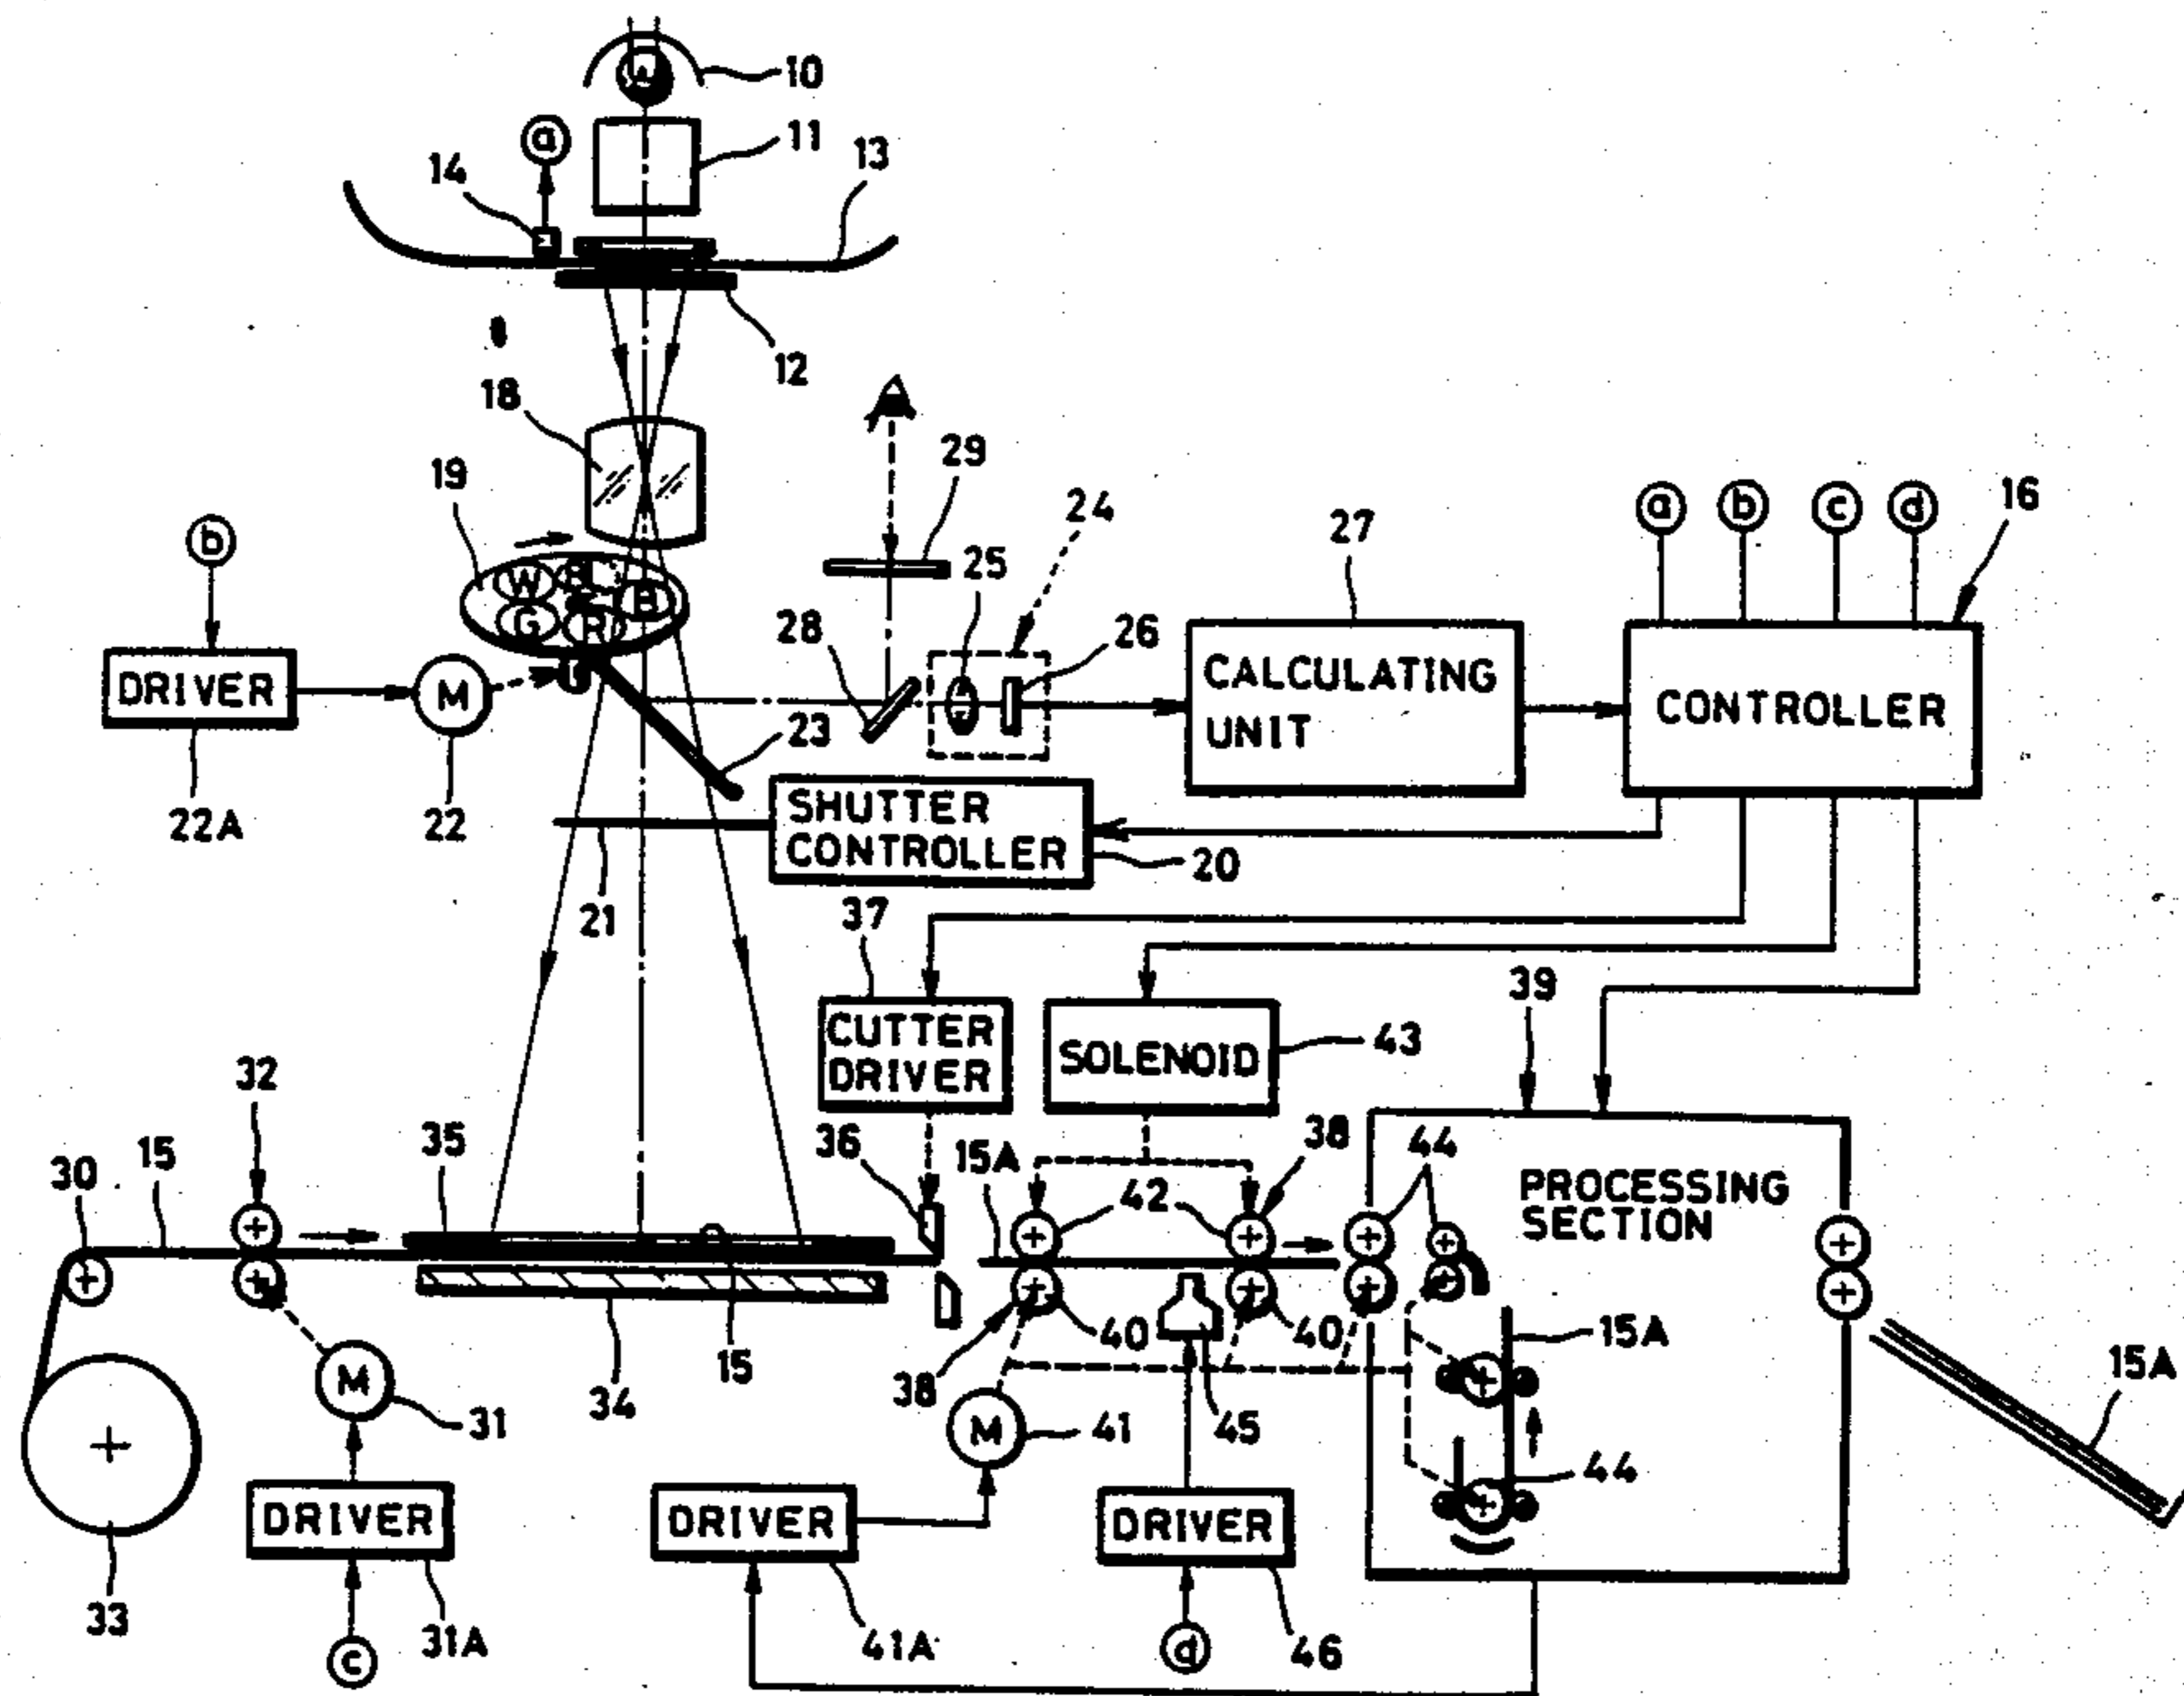 10
11
a
14
13
12
18
29
19
24
a b c d
16
b
25
27
W
B
G
R
28
26
DRIVER
M
CALCULATING
UNIT
CONTROLLER
23
22A
22
SHUTTER
CONTROLLER
20
21
37
39
CUTTER
DRIVER
SOLENOID
43
32
35
36
15A
38
44
30
15
42
PROCESSING
SECTION
15A
15A
34
15
38
40
45
40
M
31
M
41
44
DRIVER
DRIVER
DRIVER
33
31A
41A
46
c
d